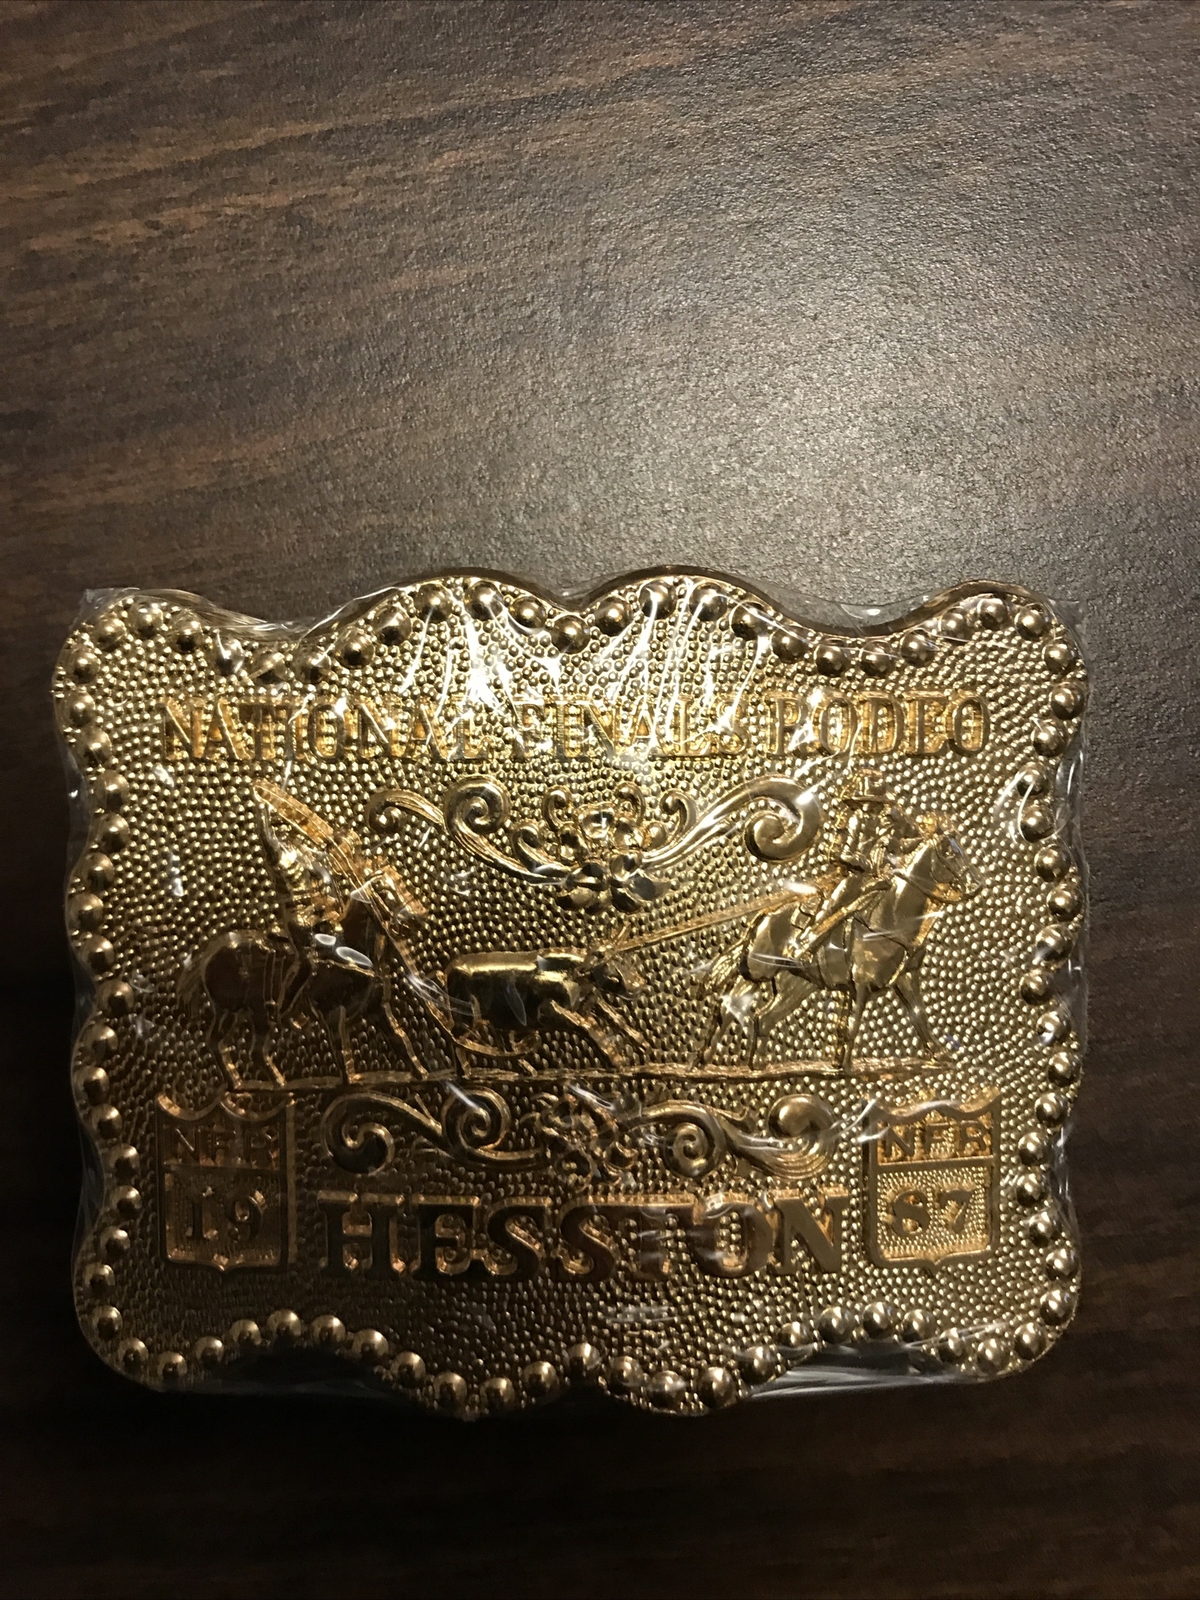 NATIONAL FINALS RODEO
NFR
19
HESSTON
NFR
87